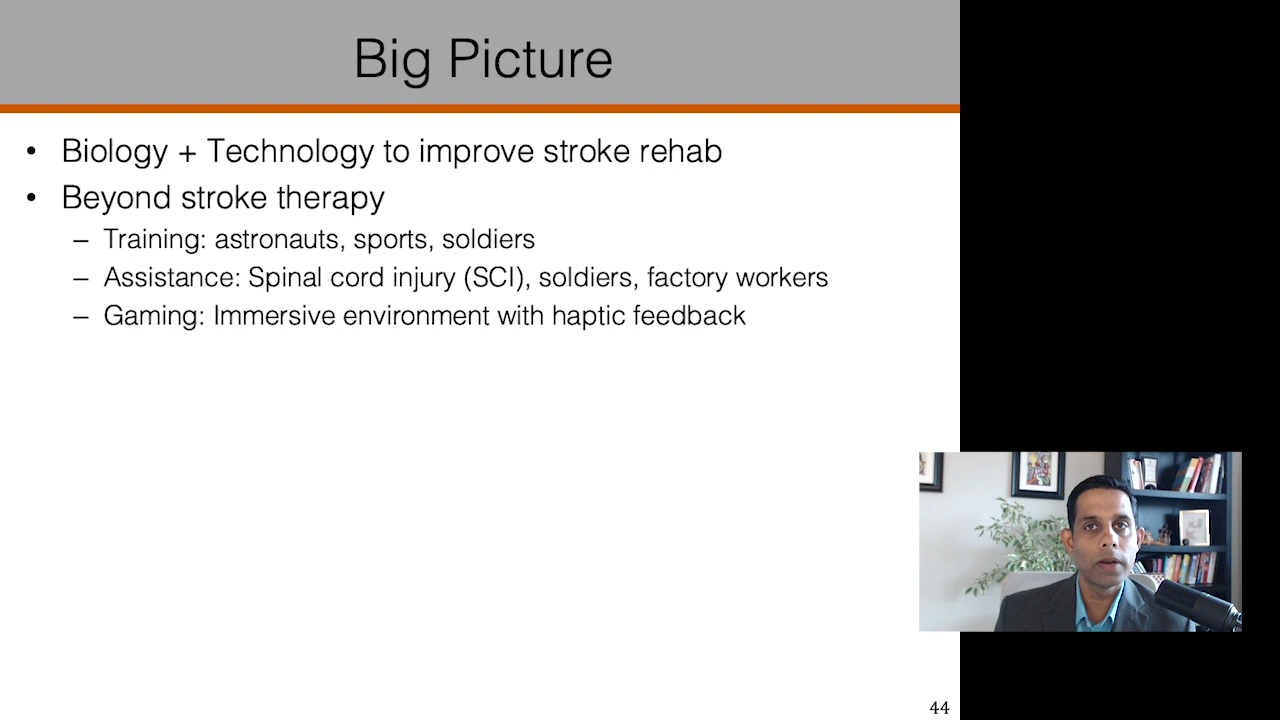 Big Picture
• Biology + Technology to improve stroke rehab
• Beyond stroke therapy
– Training: astronauts, sports, soldiers
– Assistance: Spinal cord injury (SCI), soldiers, factory workers
– Gaming: Immersive environment with haptic feedback
44